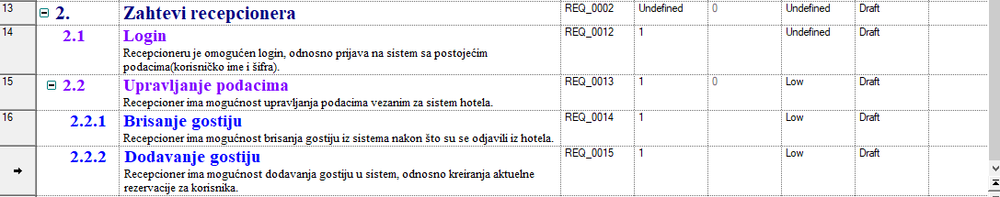 13 2. Zahtevi recepcionera REQ_0002 Undefined 0 Undefined Draft
14 2.1 Login REQ_0012 1 Undefined Draft
Recepcioneru je omogućen login, odnosno prijava na sistem sa postojećim
podacima(korisničko ime i šifra).
15 2.2 Upravljanje podacima REQ_0013 1 0 Low Draft
Recepcioner ima mogućnost upravljanja podacima vezanim za sistem hotela.
16 2.2.1 Brisanje gostiju REQ_0014 1 Low Draft
Recepcioner ima mogućnost brisanja gostiju iz sistema nakon što su se odjavili iz hotela.
2.2.2 Dodavanje gostiju REQ_0015 1 Low Draft
Recepcioner ima mogućnost dodavanja gostiju u sistem, odnosno kreiranja aktuelne
rezervacije za korisnika.